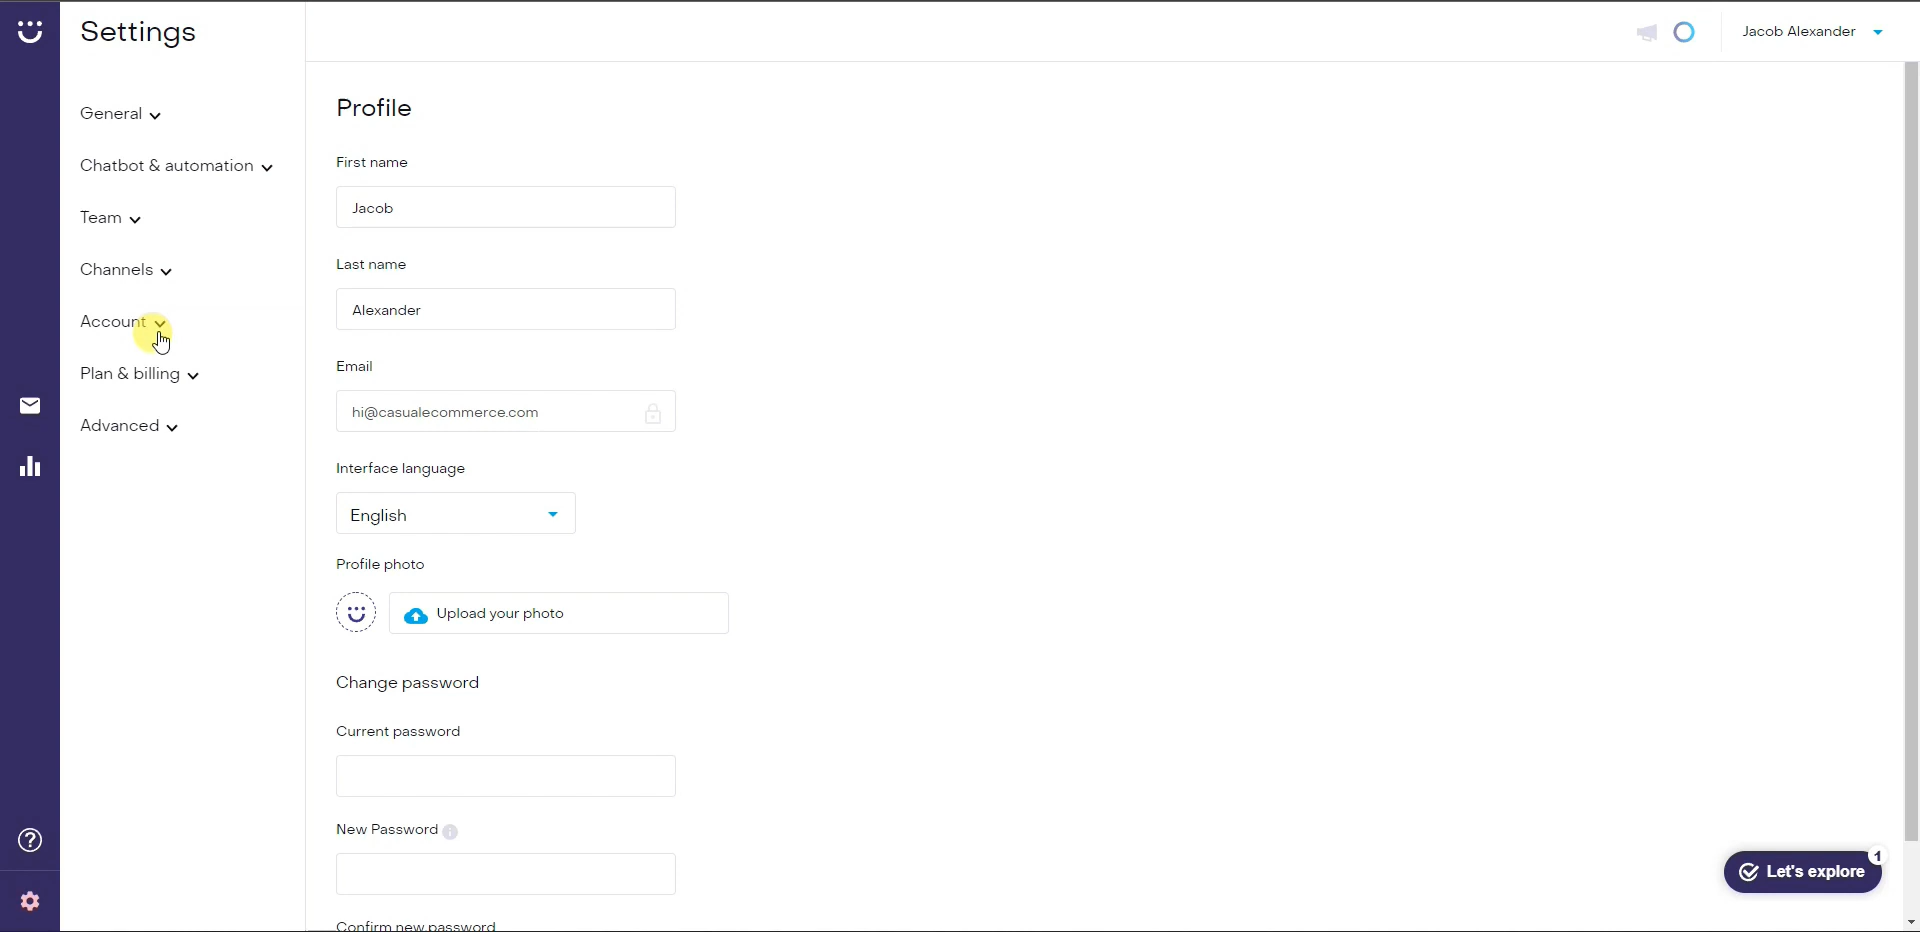 Settings
Jacob Alexander
General
Chatbot & automation
Team
Channels
Account
Plan & billing
Advanced
Profile
First name
Jacob
Last name
Alexander
Email
hi@casualecommerce.com
Interface language
English
Profile photo
Upload your photo
Change password
Current password
New Password
Confirm new password
1
Let's explore